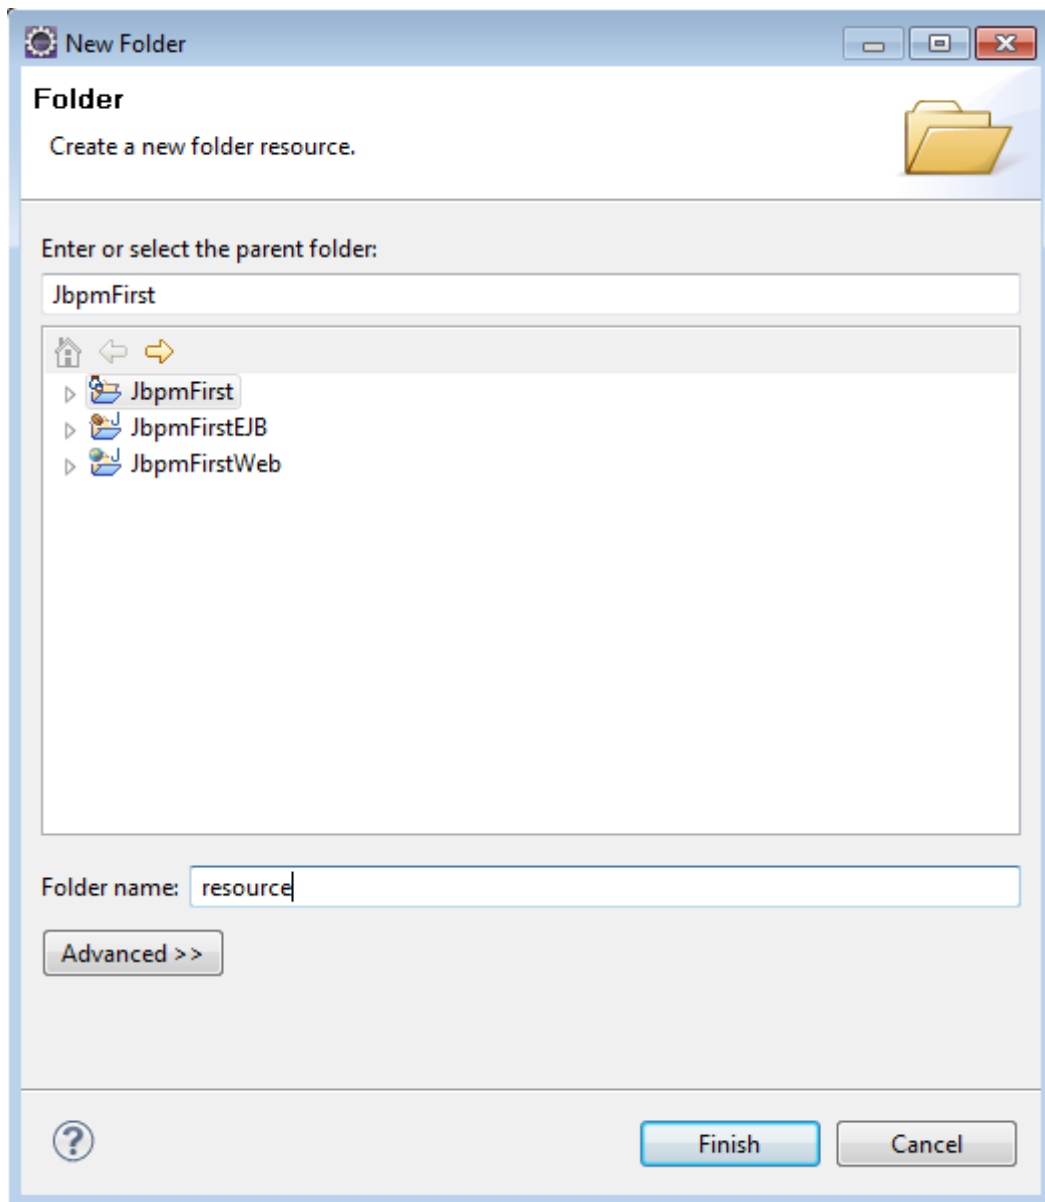 New Folder
Folder
Create a new folder resource.
Enter or select the parent folder:
JbpmFirst
JbpmFirst
JbpmFirstEJB
JbpmFirstWeb
Folder name: resource
Advanced >>
Finish Cancel